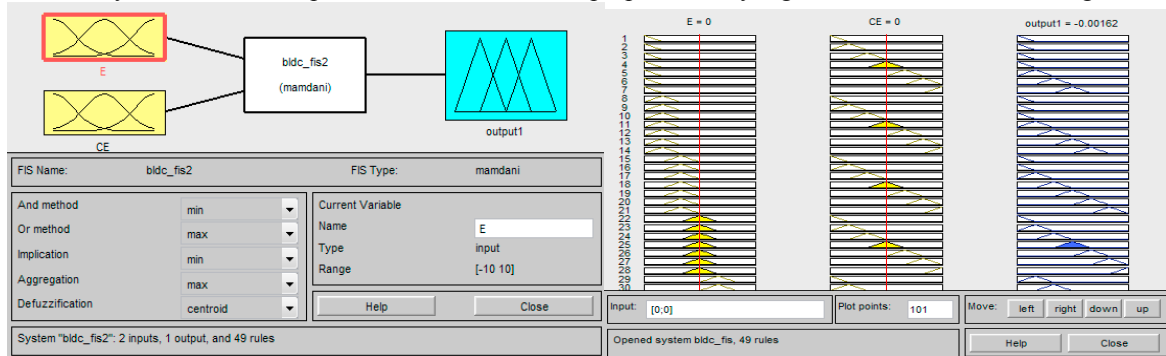 E
CE
bldc_fis2
(mamdani)
output1
FIS Name: bldc_fis2 FIS Type: mamdani
And method min
Or method max
Implication min
Aggregation max
Defuzzification centroid
Current Variable
Name E
Type input
Range [-10 10]
Help Close
System "bldc_fis2": 2 inputs, 1 output, and 49 rules
E = 0 CE = 0 output1 = -0.00162
1
2
3
4
5
6
7
8
9
10
11
12
13
14
15
16
17
18
19
20
21
22
23
24
25
26
27
28
29
30
Input: [0;0] Plot points: 101 Move: left right down up
Opened system bldc_fis, 49 rules
Help Close